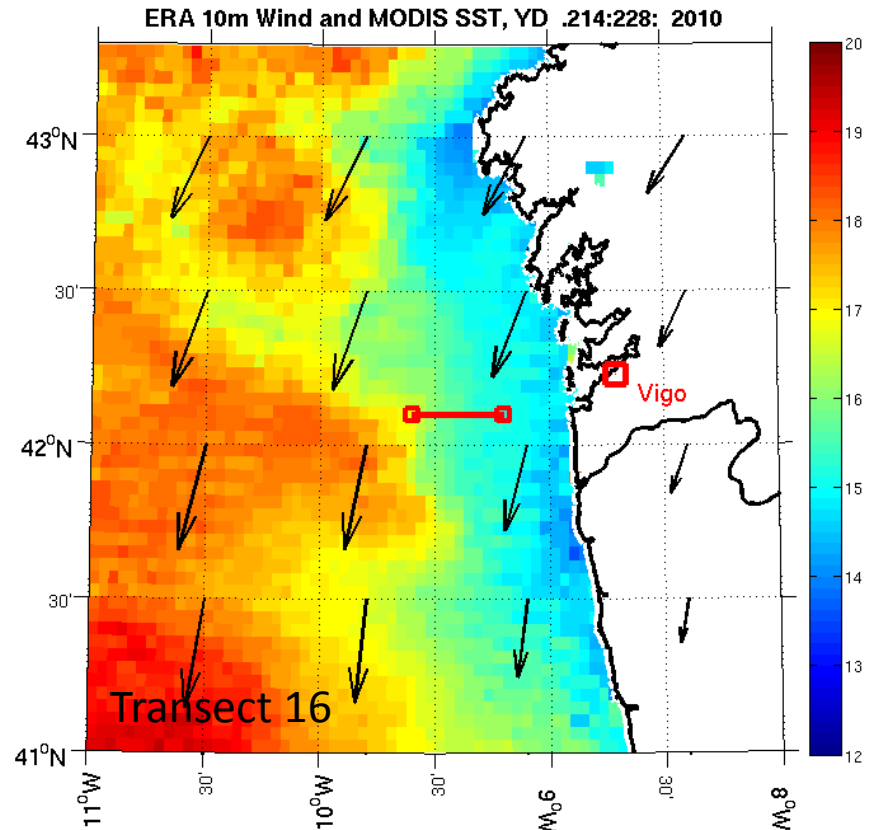 ERA 10m Wind and MODIS SST, YD .214:228: 2010
20
19
18
17
16
15
14
13
12
43°N
30'
42°N
30'
41°N
Vigo
Transect 16
11°W
30'
10°W
30'
9°W
30'
8°W